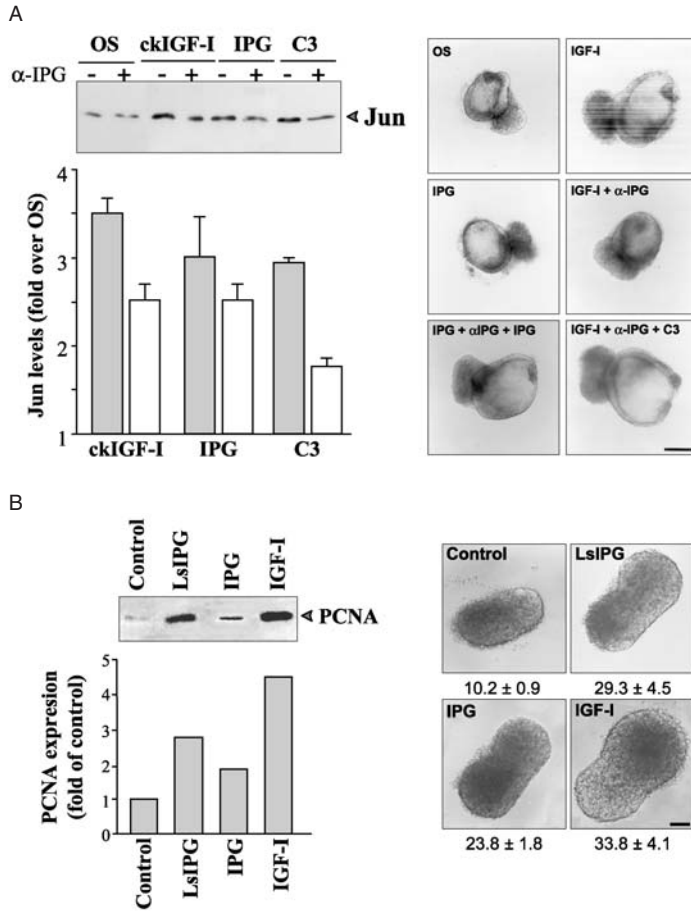 A
OS ckIGF-I IPG C3
α-IPG - + - + - + - +
Jun
4
3
2
1
Jun levels (fold over OS)
ckIGF-I IPG C3
OS IGF-I
IPG IGF-I + α-IPG
IPG + αIPG + IPG IGF-I + α-IPG + C3
B
Control LsIPG IPG IGF-I
PCNA
5
4
3
2
1
0
PCNA expresion
(fold of control)
Control LsIPG IPG IGF-I
Control LsIPG
10.2 ± 0.9 29.3 ± 4.5
IPG IGF-I
23.8 ± 1.8 33.8 ± 4.1